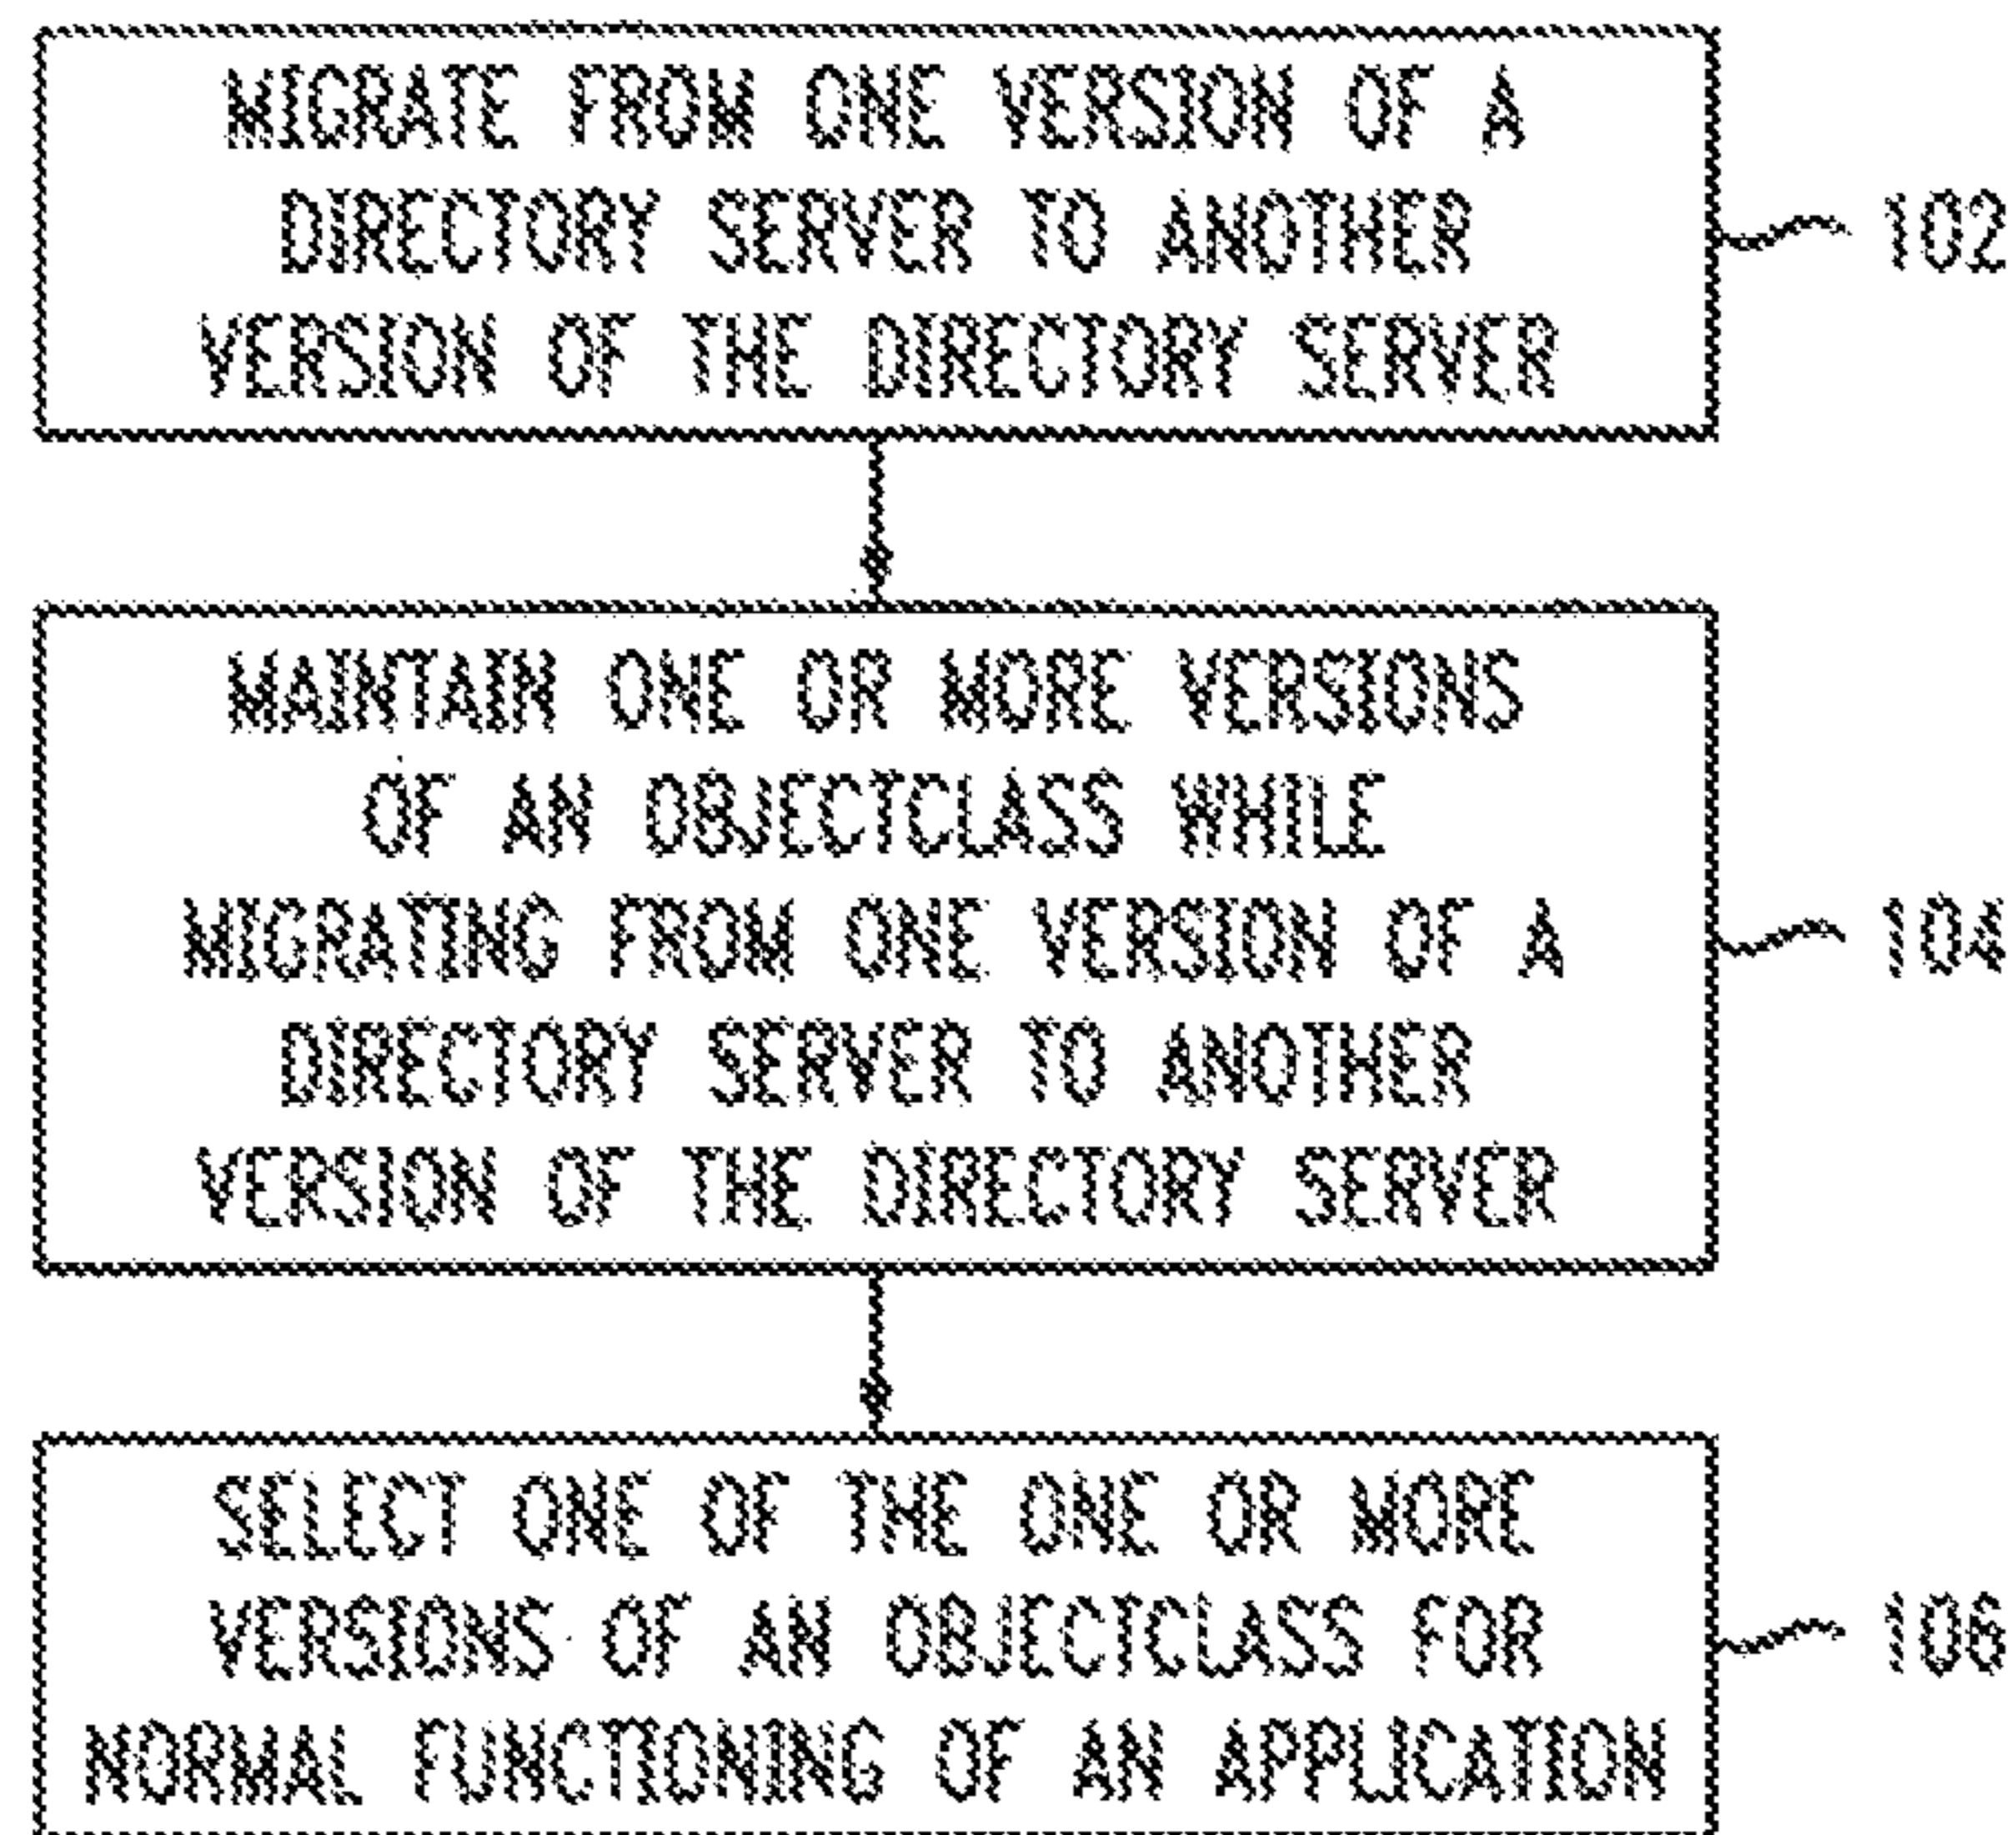 MIGRATE FROM ONE VERSION OF A
DIRECTORY SERVER TO ANOTHER
VERSION OF THE DIRECTORY SERVER
102
MAINTAIN ONE OR MORE VERSIONS
OF AN OBJECTCLASS WHILE
MIGRATING FROM ONE VERSION OF A
DIRECTORY SERVER TO ANOTHER
VERSION OF THE DIRECTORY SERVER
104
SELECT ONE OF THE ONE OR MORE
VERSIONS OF AN OBJECTCLASS FOR
NORMAL FUNCTIONING OF AN APPLICATION
106